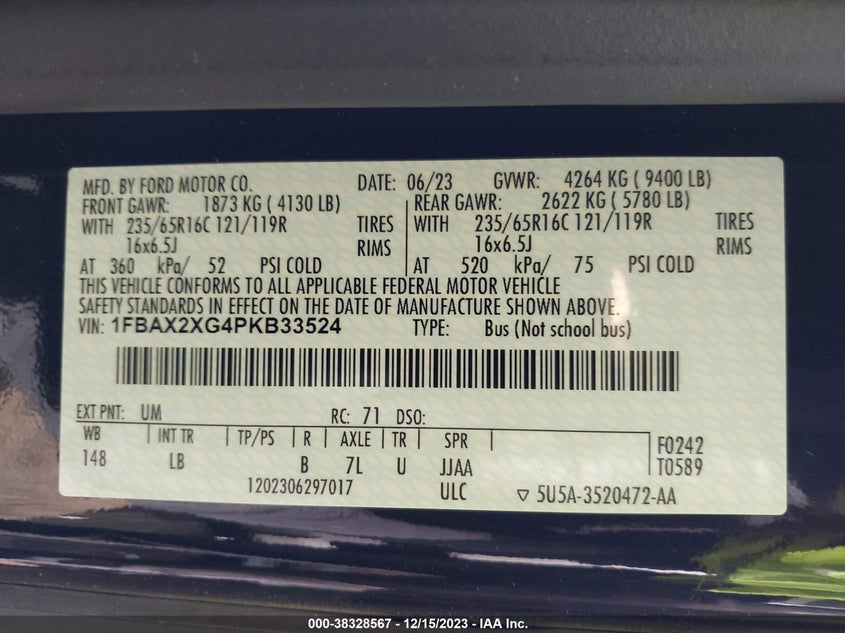 MFD. BY FORD MOTOR CO. DATE: 06/23 GVWR: 4264 KG ( 9400 LB)
FRONT GAWR: 1873 KG ( 4130 LB) REAR GAWR: 2622 KG ( 5780 LB)
WITH 235/65R16C 121/119R TIRES WITH 235/65R16C 121/119R TIRES
16x6.5J RIMS 16x6.5J RIMS
AT 360 kPa/ 52 PSI COLD AT 520 kPa/ 75 PSI COLD
THIS VEHICLE CONFORMS TO ALL APPLICABLE FEDERAL MOTOR VEHICLE
SAFETY STANDARDS IN EFFECT ON THE DATE OF MANUFACTURE SHOWN ABOVE.
VIN: 1FBAX2XG4PKB33524 TYPE: Bus (Not school bus)
EXT PNT: UM RC: 71 DSO:
WB INT TR TP/PS R AXLE TR SPR F0242
148 LB B 7L U JJAA T0589
1202306297017 ULC ▽ 5U5A-3520472-AA
000-38328567 - 12/15/2023 - IAA Inc.